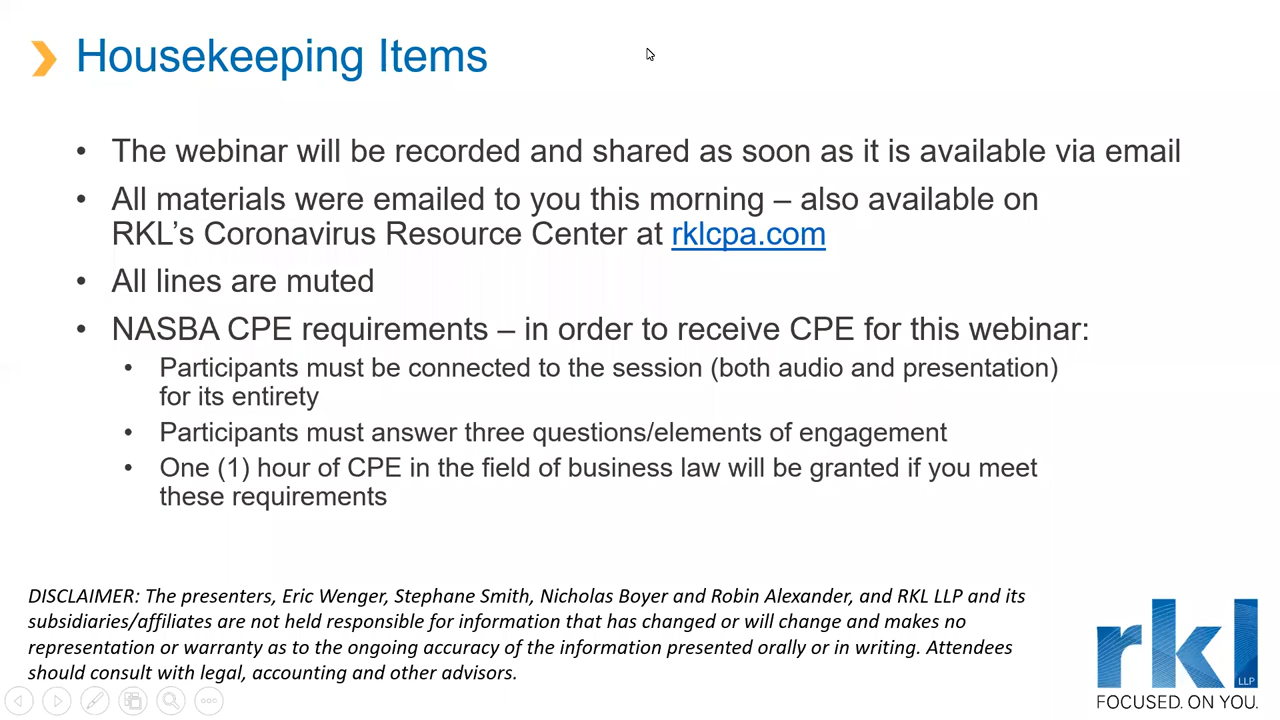 Housekeeping Items
• The webinar will be recorded and shared as soon as it is available via email
• All materials were emailed to you this morning – also available on
RKL's Coronavirus Resource Center at rklcpa.com
• All lines are muted
• NASBA CPE requirements – in order to receive CPE for this webinar:
• Participants must be connected to the session (both audio and presentation)
for its entirety
• Participants must answer three questions/elements of engagement
• One (1) hour of CPE in the field of business law will be granted if you meet
these requirements
DISCLAIMER: The presenters, Eric Wenger, Stephane Smith, Nicholas Boyer and Robin Alexander, and RKL LLP and its
subsidiaries/affiliates are not held responsible for information that has changed or will change and makes no
representation or warranty as to the ongoing accuracy of the information presented orally or in writing. Attendees
should consult with legal, accounting and other advisors.
rkl
LLP
FOCUSED. ON YOU.